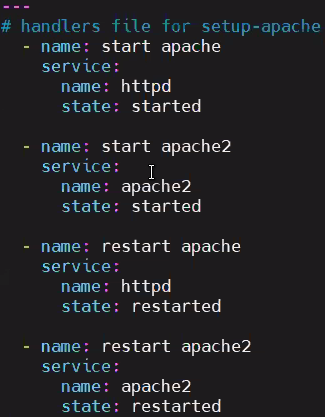 ---
# handlers file for setup-apache
  - name: start apache
    service:
      name: httpd
      state: started

  - name: start apache2
    service:
      name: apache2
      state: started

  - name: restart apache
    service:
      name: httpd
      state: restarted

  - name: restart apache2
    service:
      name: apache2
      state: restarted